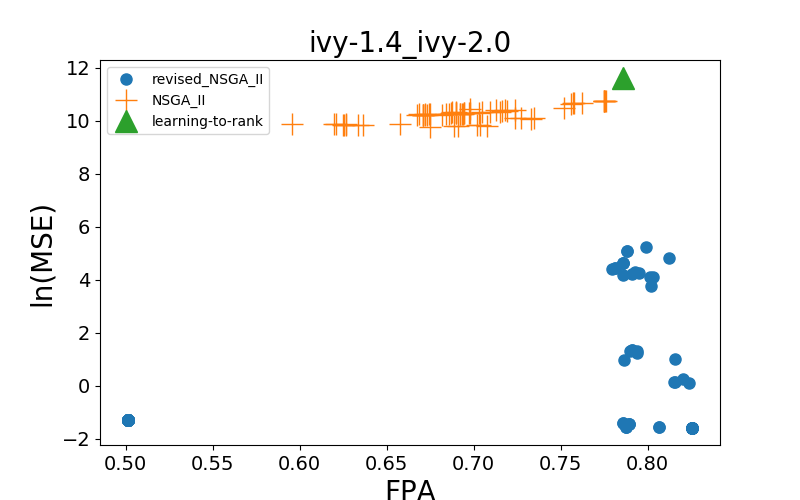 ivy-1.4_ivy-2.0
revised_NSGA_II
NSGA_II
learning-to-rank
12
10
8
6
4
2
0
−2
ln(MSE)
0.50 0.55 0.60 0.65 0.70 0.75 0.80
FPA